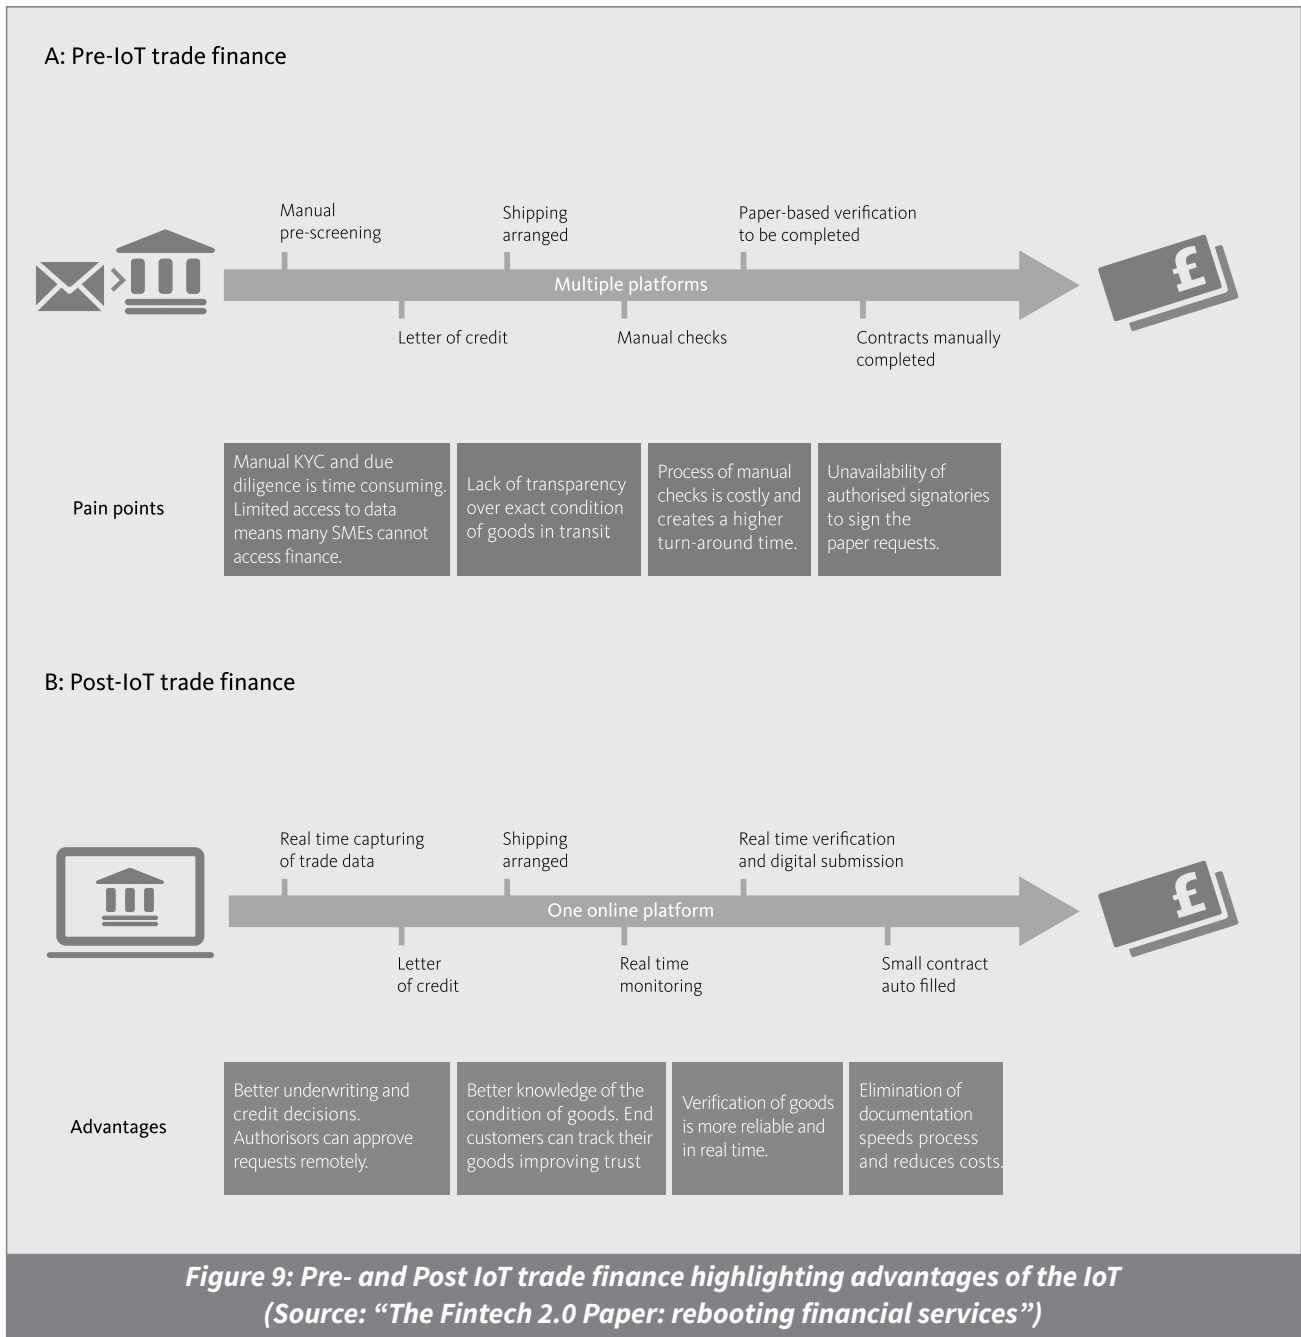 A: Pre-IoT trade finance
Manual
pre-screening
Shipping
arranged
Paper-based verification
to be completed
£
Multiple platforms
Letter of credit
Manual checks
Contracts manually
completed
Pain points
Manual KYC and due
diligence is time consuming.
Limited access to data
means many SMEs cannot
access finance.
Lack of transparency
over exact condition
of goods in transit
Process of manual
checks is costly and
creates a higher
turn-around time.
Unavailability of
authorised signatories
to sign the
paper requests.
B: Post-IoT trade finance
Real time capturing
of trade data
Shipping
arranged
Real time verification
and digital submission
£
One online platform
Letter
of credit
Real time
monitoring
Small contract
auto filled
Advantages
Better underwriting and
credit decisions.
Authorisors can approve
requests remotely.
Better knowledge of the
condition of goods. End
customers can track their
goods improving trust
Verification of goods
is more reliable and
in real time.
Elimination of
documentation
speeds process
and reduces costs.
Figure 9: Pre- and Post IoT trade finance highlighting advantages of the IoT
(Source: “The Fintech 2.0 Paper: rebooting financial services”)